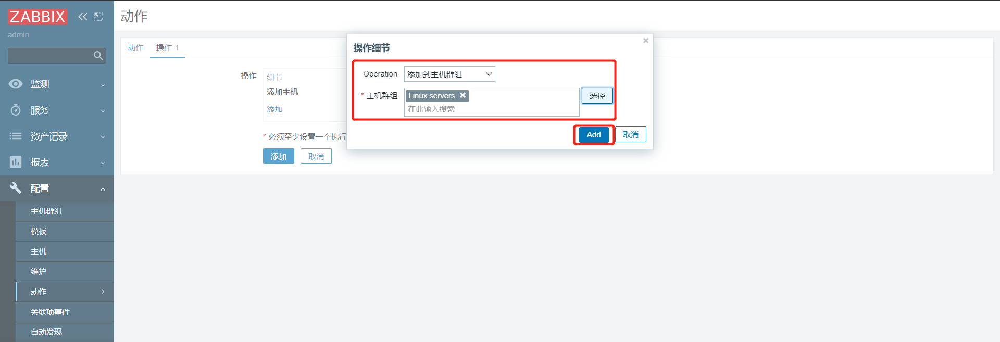 ZABBIX
admin
监测
服务
资产记录
报表
配置
主机群组
模板
主机
维护
动作
关联项事件
自动发现
动作
动作
操作 1
操作
细节
添加主机
添加
* 必须至少设置一个执行
添加
取消
操作细节
Operation
添加到主机群组
* 主机群组
Linux servers
在此输入搜索
选择
Add
取消